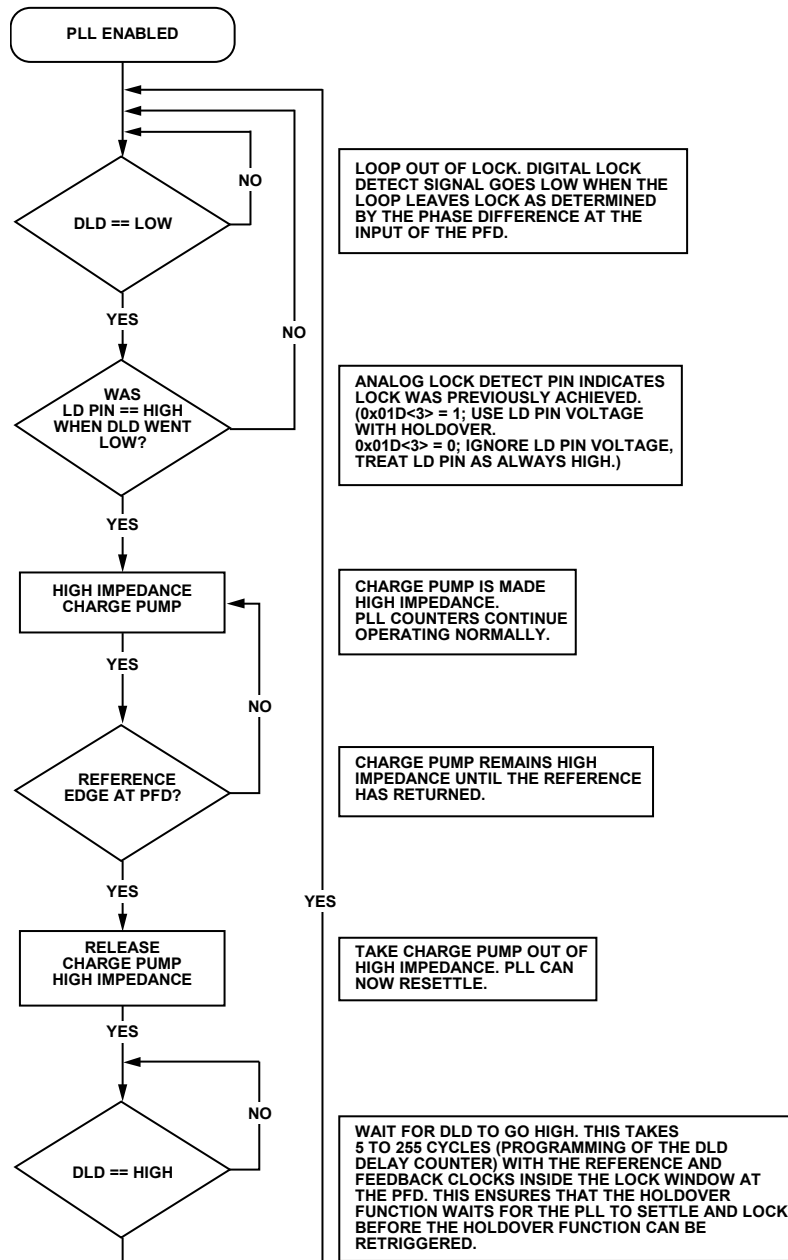 PLL ENABLED
NO
DLD == LOW
LOOP OUT OF LOCK. DIGITAL LOCK
DETECT SIGNAL GOES LOW WHEN THE
LOOP LEAVES LOCK AS DETERMINED
BY THE PHASE DIFFERENCE AT THE
INPUT OF THE PFD.
YES
NO
WAS
LD PIN == HIGH
WHEN DLD WENT
LOW?
ANALOG LOCK DETECT PIN INDICATES
LOCK WAS PREVIOUSLY ACHIEVED.
(0x01D<3> = 1; USE LD PIN VOLTAGE
WITH HOLDOVER.
0x01D<3> = 0; IGNORE LD PIN VOLTAGE,
TREAT LD PIN AS ALWAYS HIGH.)
YES
HIGH IMPEDANCE
CHARGE PUMP
CHARGE PUMP IS MADE
HIGH IMPEDANCE.
PLL COUNTERS CONTINUE
OPERATING NORMALLY.
YES
NO
REFERENCE
EDGE AT PFD?
CHARGE PUMP REMAINS HIGH
IMPEDANCE UNTIL THE REFERENCE
HAS RETURNED.
YES
YES
RELEASE
CHARGE PUMP
HIGH IMPEDANCE
TAKE CHARGE PUMP OUT OF
HIGH IMPEDANCE. PLL CAN
NOW RESETTLE.
YES
NO
DLD == HIGH
WAIT FOR DLD TO GO HIGH. THIS TAKES
5 TO 255 CYCLES (PROGRAMMING OF THE DLD
DELAY COUNTER) WITH THE REFERENCE AND
FEEDBACK CLOCKS INSIDE THE LOCK WINDOW AT
THE PFD. THIS ENSURES THAT THE HOLDOVER
FUNCTION WAITS FOR THE PLL TO SETTLE AND LOCK
BEFORE THE HOLDOVER FUNCTION CAN BE
RETRIGGERED.